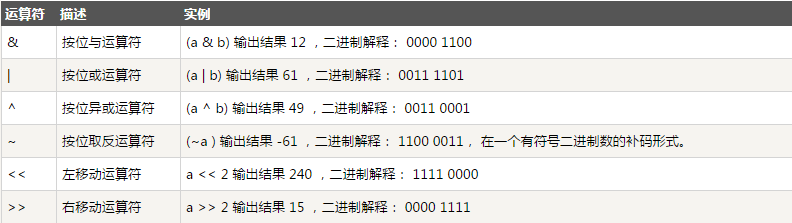 运算符 描述 实例
& 按位与运算符 (a & b) 输出结果 12 ，二进制解释： 0000 1100
| 按位或运算符 (a | b) 输出结果 61 ，二进制解释： 0011 1101
^ 按位异或运算符 (a ^ b) 输出结果 49 ，二进制解释： 0011 0001
~ 按位取反运算符 (~a ) 输出结果 -61 ，二进制解释： 1100 0011， 在一个有符号二进制数的补码形式。
<< 左移动运算符 a << 2 输出结果 240 ，二进制解释： 1111 0000
>> 右移动运算符 a >> 2 输出结果 15 ，二进制解释： 0000 1111